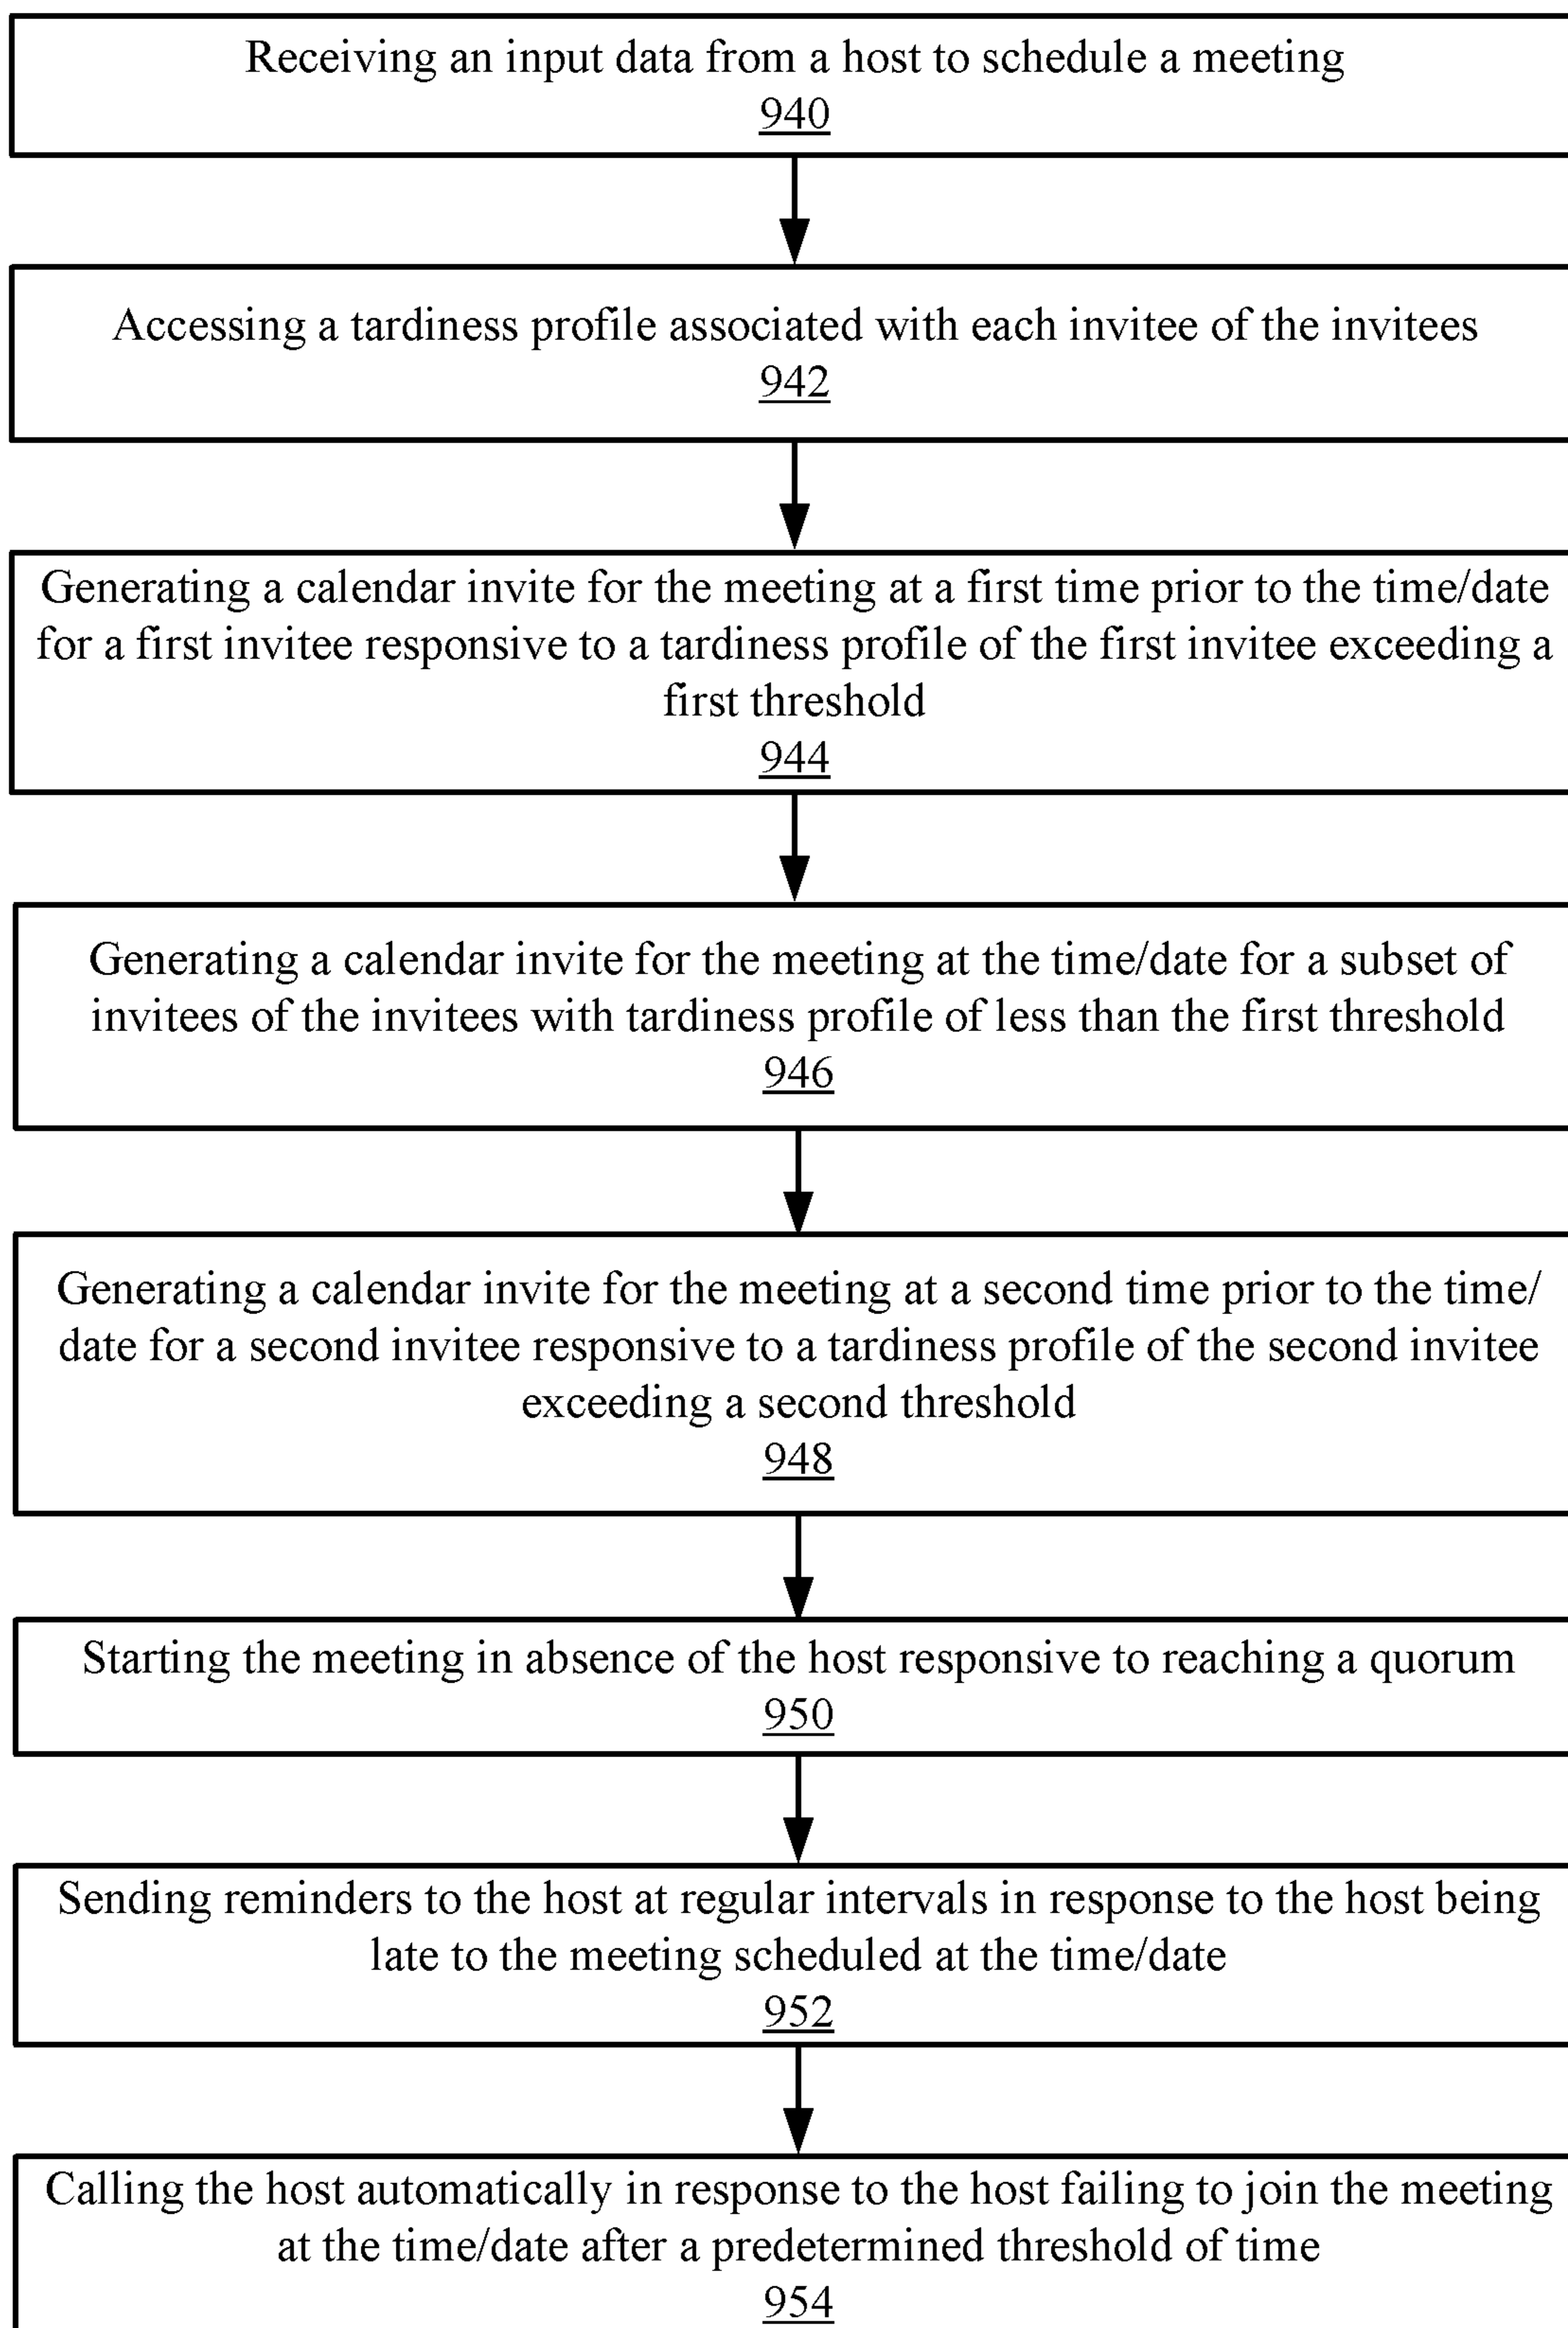 Receiving an input data from a host to schedule a meeting
940
Accessing a tardiness profile associated with each invitee of the invitees
942
Generating a calendar invite for the meeting at a first time prior to the time/date
for a first invitee responsive to a tardiness profile of the first invitee exceeding a
first threshold
944
Generating a calendar invite for the meeting at the time/date for a subset of
invitees of the invitees with tardiness profile of less than the first threshold
946
Generating a calendar invite for the meeting at a second time prior to the time/
date for a second invitee responsive to a tardiness profile of the second invitee
exceeding a second threshold
948
Starting the meeting in absence of the host responsive to reaching a quorum
950
Sending reminders to the host at regular intervals in response to the host being
late to the meeting scheduled at the time/date
952
Calling the host automatically in response to the host failing to join the meeting
at the time/date after a predetermined threshold of time
954